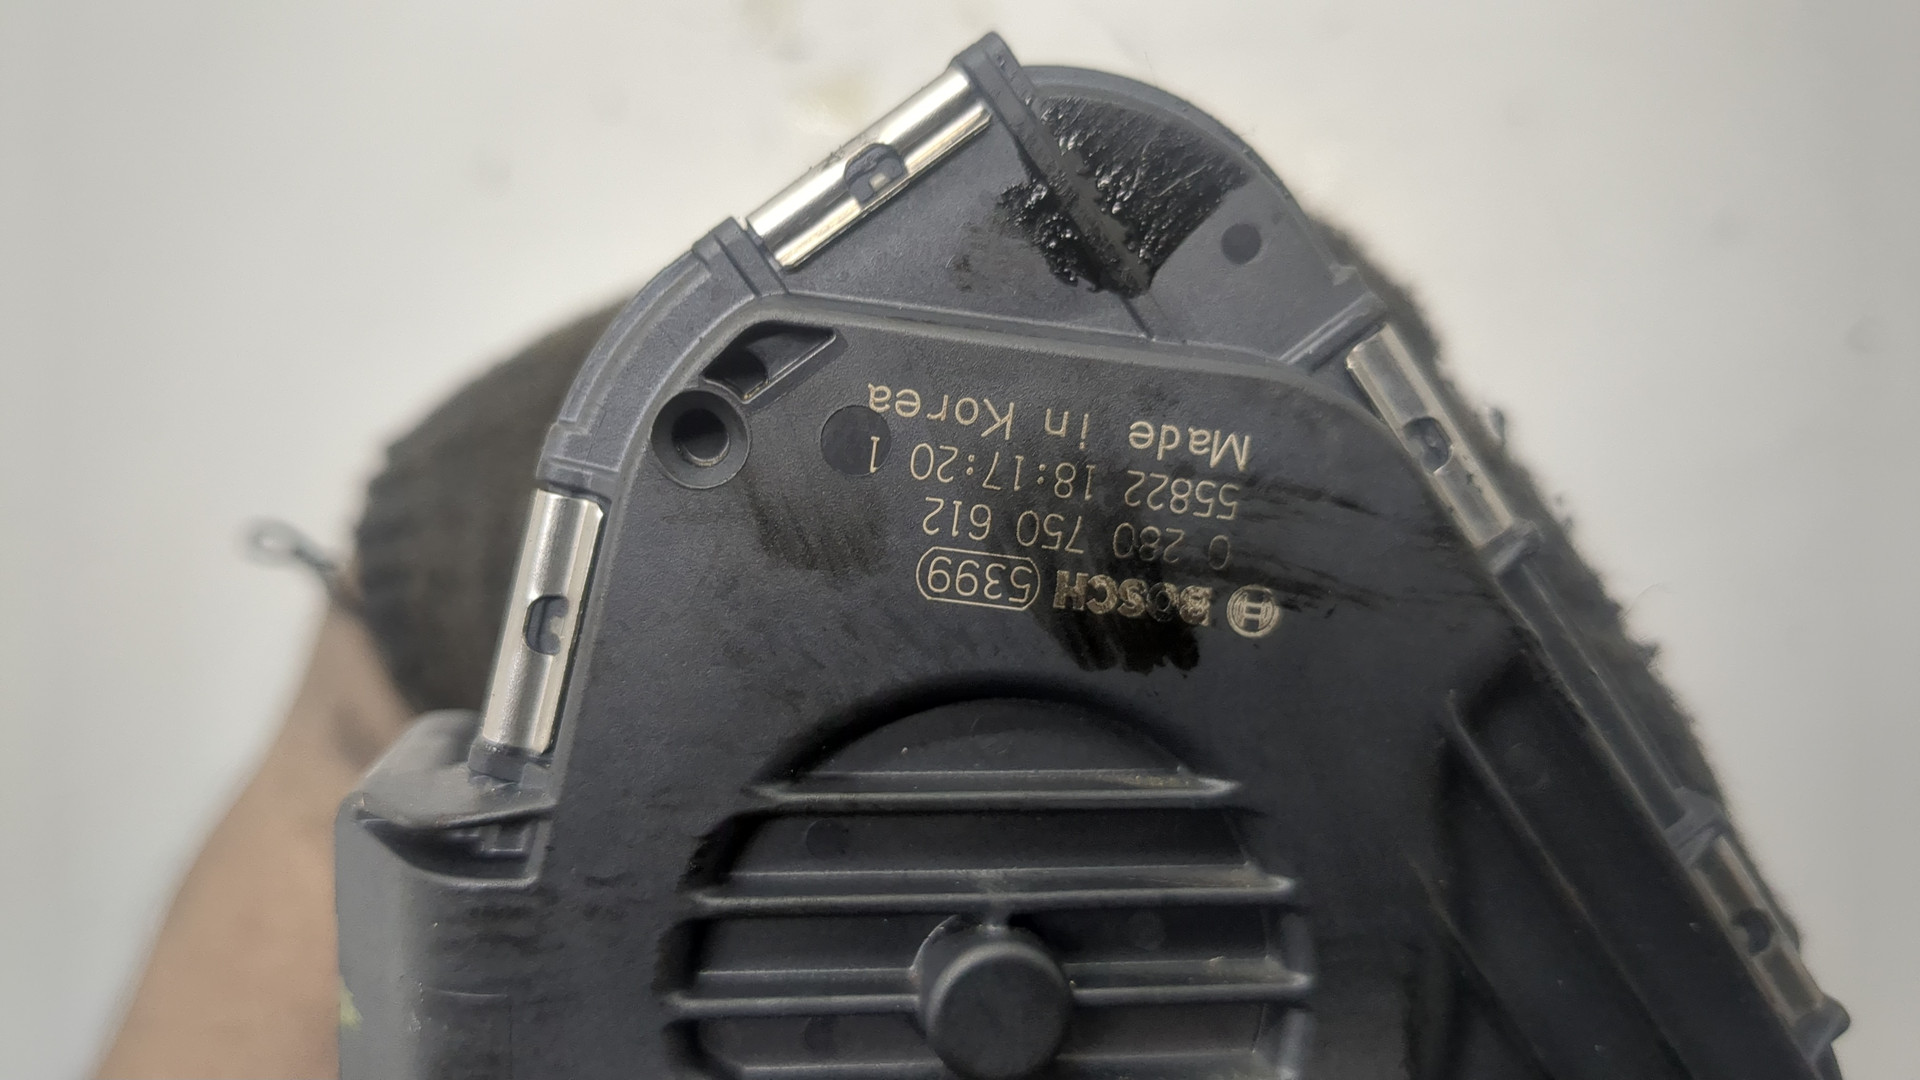 BOSCH 5399
0 280 750 612
55822 18:17:20 1
Made in Korea